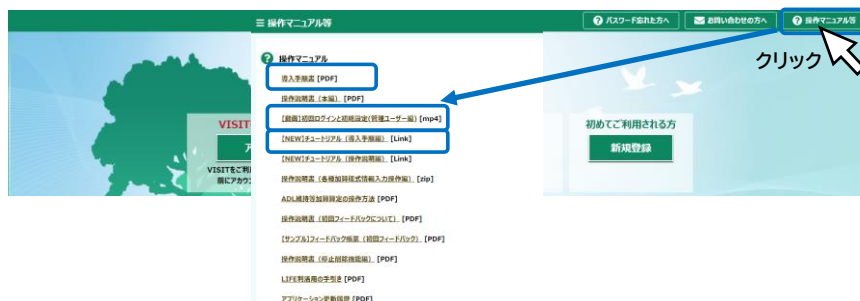 三 操作マニュアル等
パスワード忘れた方へ
お問い合わせの方へ
操作マニュアル等
クリック
操作マニュアル
導入手順書 [PDF]
操作説明書（本編） [PDF]
【動画】初回ログインと初期設定(管理ユーザー編) [mp4]
【NEW】チュートリアル（導入手順編） [Link]
【NEW】チュートリアル（操作説明編） [Link]
操作説明書（各種加算様式情報入力操作編） [zip]
ADL維持等加算算定の操作方法 [PDF]
操作説明書（初回フィードバックについて） [PDF]
【サンプル】フィードバック帳票（初回フィードバック） [PDF]
操作説明書（停止削除機能編） [PDF]
LIFE利活用の手引き [PDF]
アプリケーション更新履歴 [PDF]
VISIT
ア
VISITをご利
前にアカウ
初めてご利用される方
新規登録